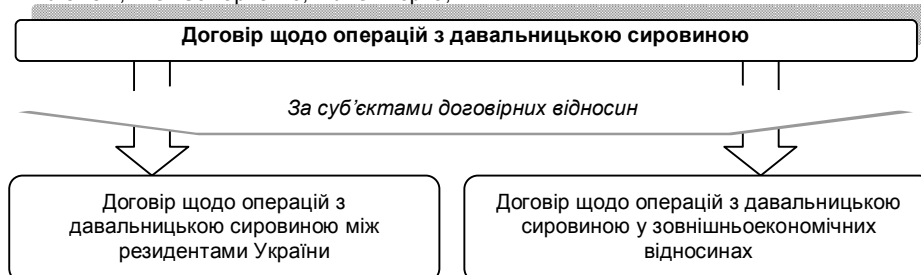 Договір щодо операцій з давальницькою сировиною
За суб’єктами договірних відносин
Договір щодо операцій з
давальницькою сировиною між
резидентами України
Договір щодо операцій з давальницькою
сировиною у зовнішньоекономічних
відносинах